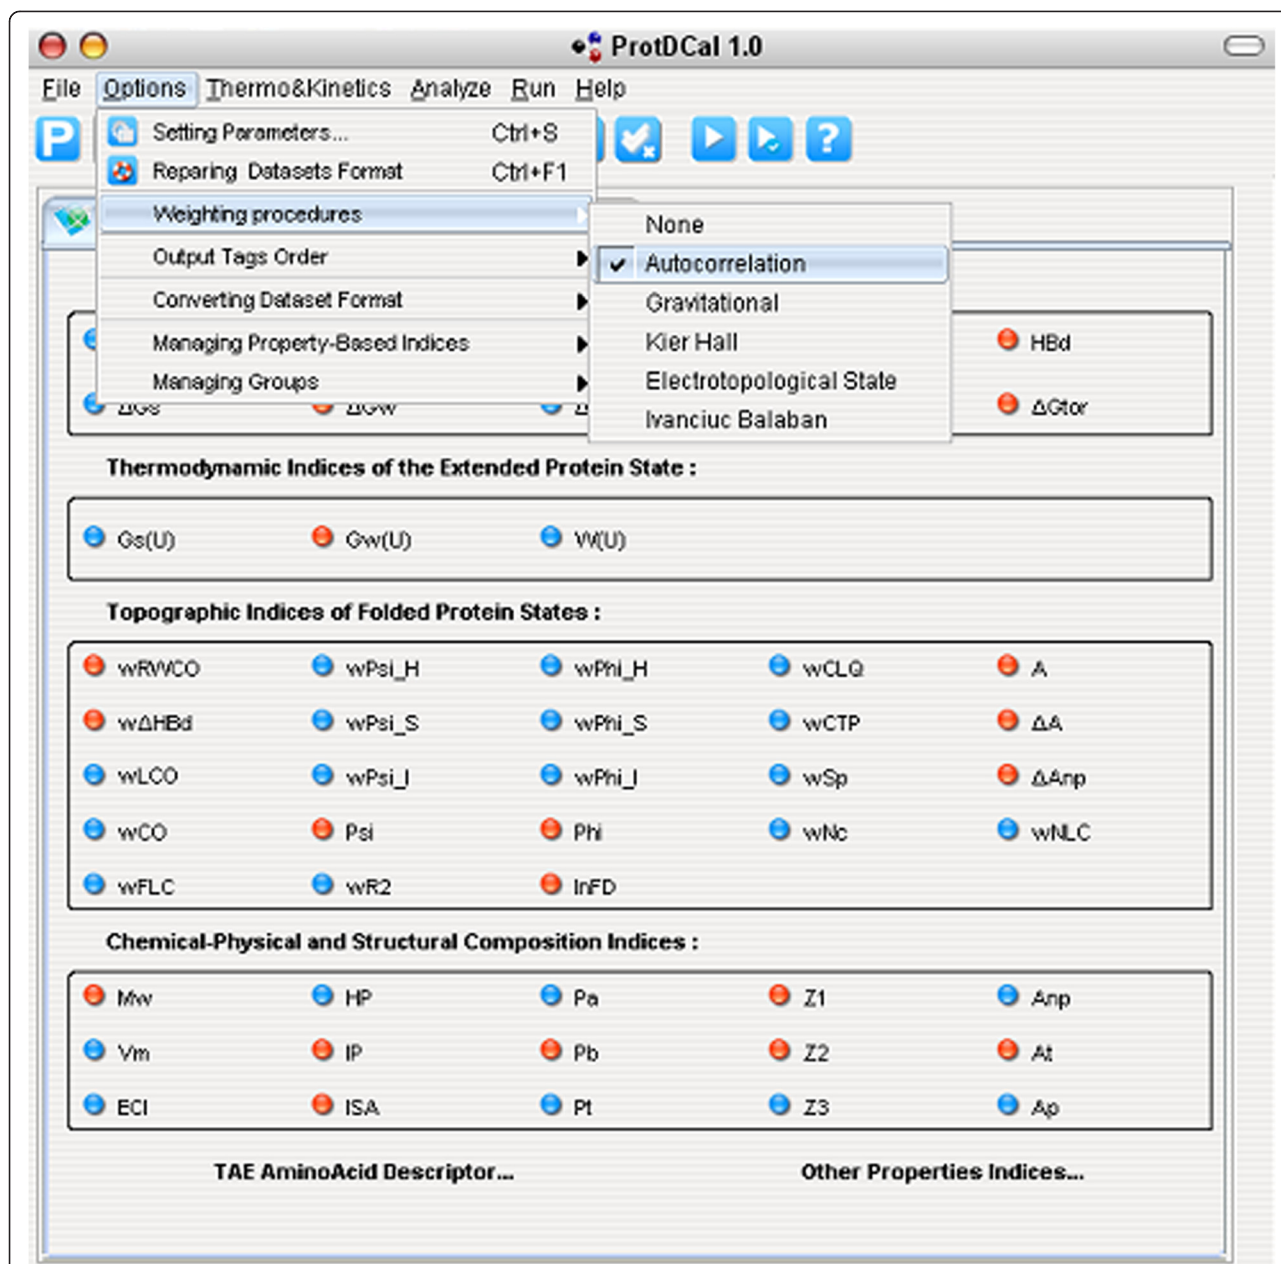 ProtDCal 1.0
File Options Thermo&Kinetics Analyze Run Help
P ?
Setting Parameters... Ctrl+S
Reparing Datasets Format Ctrl+F1
Weighting procedures
Output Tags Order
Converting Dataset Format
Managing Property-Based Indices
Managing Groups
None
Autocorrelation
Gravitational
Kier Hall
Electrotopological State
Ivanciuc Balaban
HBd
ΔGs ΔGw ΔGtor
Thermodynamic Indices of the Extended Protein State :
Gs(U) Gw(U) W(U)
Topographic Indices of Folded Protein States :
wRWCO wPsi_H wPhi_H wCLQ A
wΔHBd wPsi_S wPhi_S wCTP ΔA
wLCO wPsi_I wPhi_I wSp ΔAnp
wCO Psi Phi wNc wNLC
wFLC wR2 lnFD
Chemical-Physical and Structural Composition Indices :
Mw HP Pa Z1 Anp
Vm IP Pb Z2 At
ECI ISA Pt Z3 Ap
TAE AminoAcid Descriptor... Other Properties Indices...